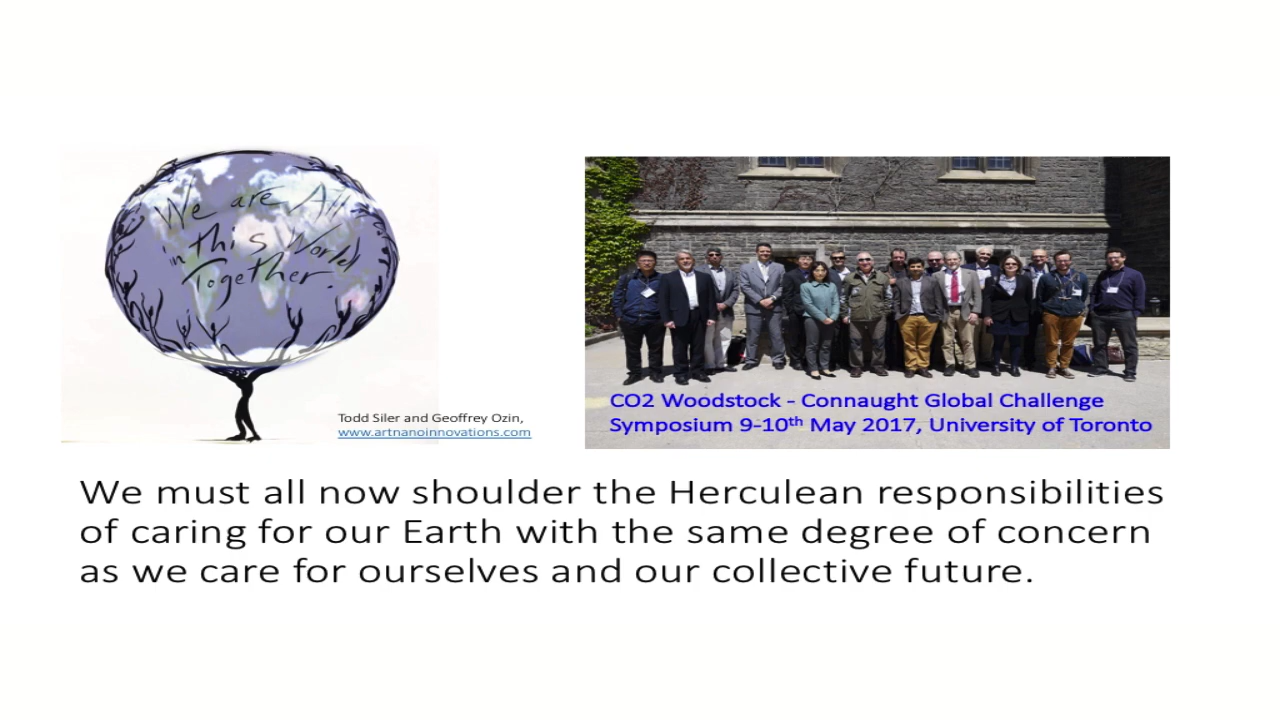 We are All
in this World
Together.
Todd Siler and Geoffrey Ozin,
www.artnanoinnovations.com
CO2 Woodstock - Connaught Global Challenge
Symposium 9-10th May 2017, University of Toronto
We must all now shoulder the Herculean responsibilities
of caring for our Earth with the same degree of concern
as we care for ourselves and our collective future.